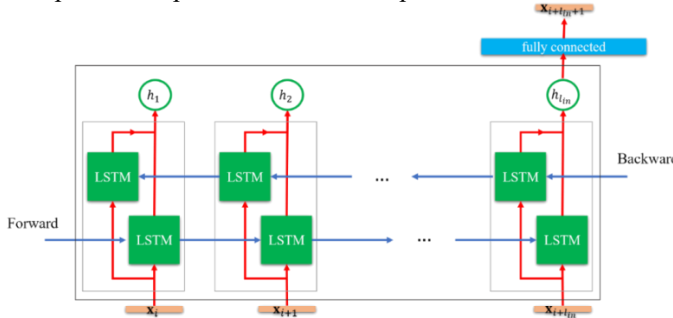 x_{i+l_{in}+1}
fully connected
h_1 h_2 h_{l_{in}}
Backward
LSTM LSTM ... LSTM
Forward
LSTM LSTM ... LSTM
x_i x_{i+1} x_{i+l_{in}}